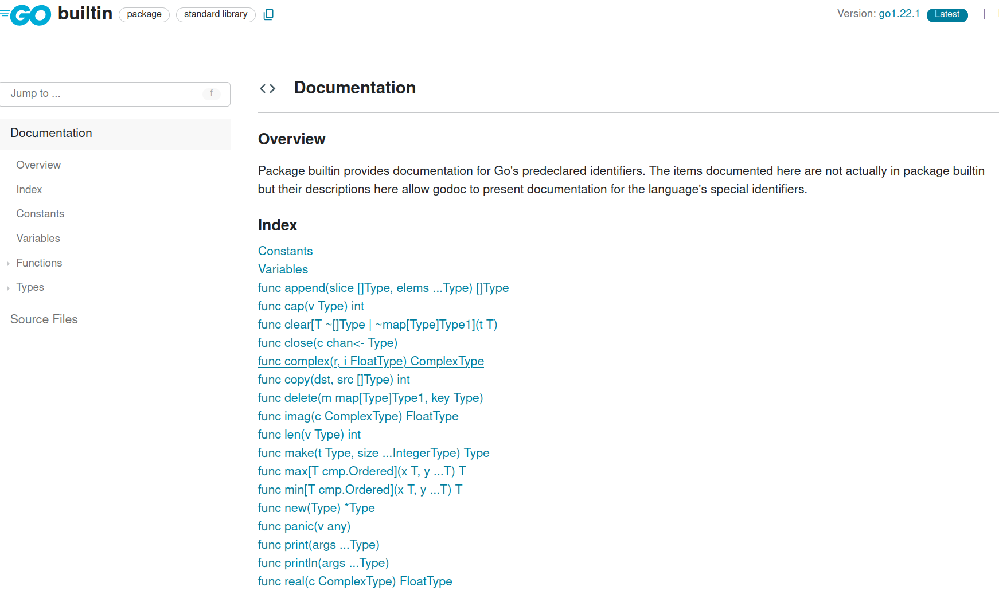 GO builtin package standard library
Version: go1.22.1 Latest |
Jump to ... f
Documentation
Overview
Index
Constants
Variables
Functions
Types
Source Files
<> Documentation
Overview
Package builtin provides documentation for Go's predeclared identifiers. The items documented here are not actually in package builtin
but their descriptions here allow godoc to present documentation for the language's special identifiers.
Index
Constants
Variables
func append(slice []Type, elems ...Type) []Type
func cap(v Type) int
func clear[T ~[]Type | ~map[Type]Type1](t T)
func close(c chan<- Type)
func complex(r, i FloatType) ComplexType
func copy(dst, src []Type) int
func delete(m map[Type]Type1, key Type)
func imag(c ComplexType) FloatType
func len(v Type) int
func make(t Type, size ...IntegerType) Type
func max[T cmp.Ordered](x T, y ...T) T
func min[T cmp.Ordered](x T, y ...T) T
func new(Type) *Type
func panic(v any)
func print(args ...Type)
func println(args ...Type)
func real(c ComplexType) FloatType